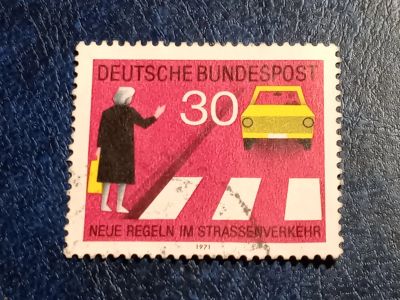 DEUTSCHE BUNDESPOST
30
NEUE REGELN IM STRASSENVERKEHR
1971